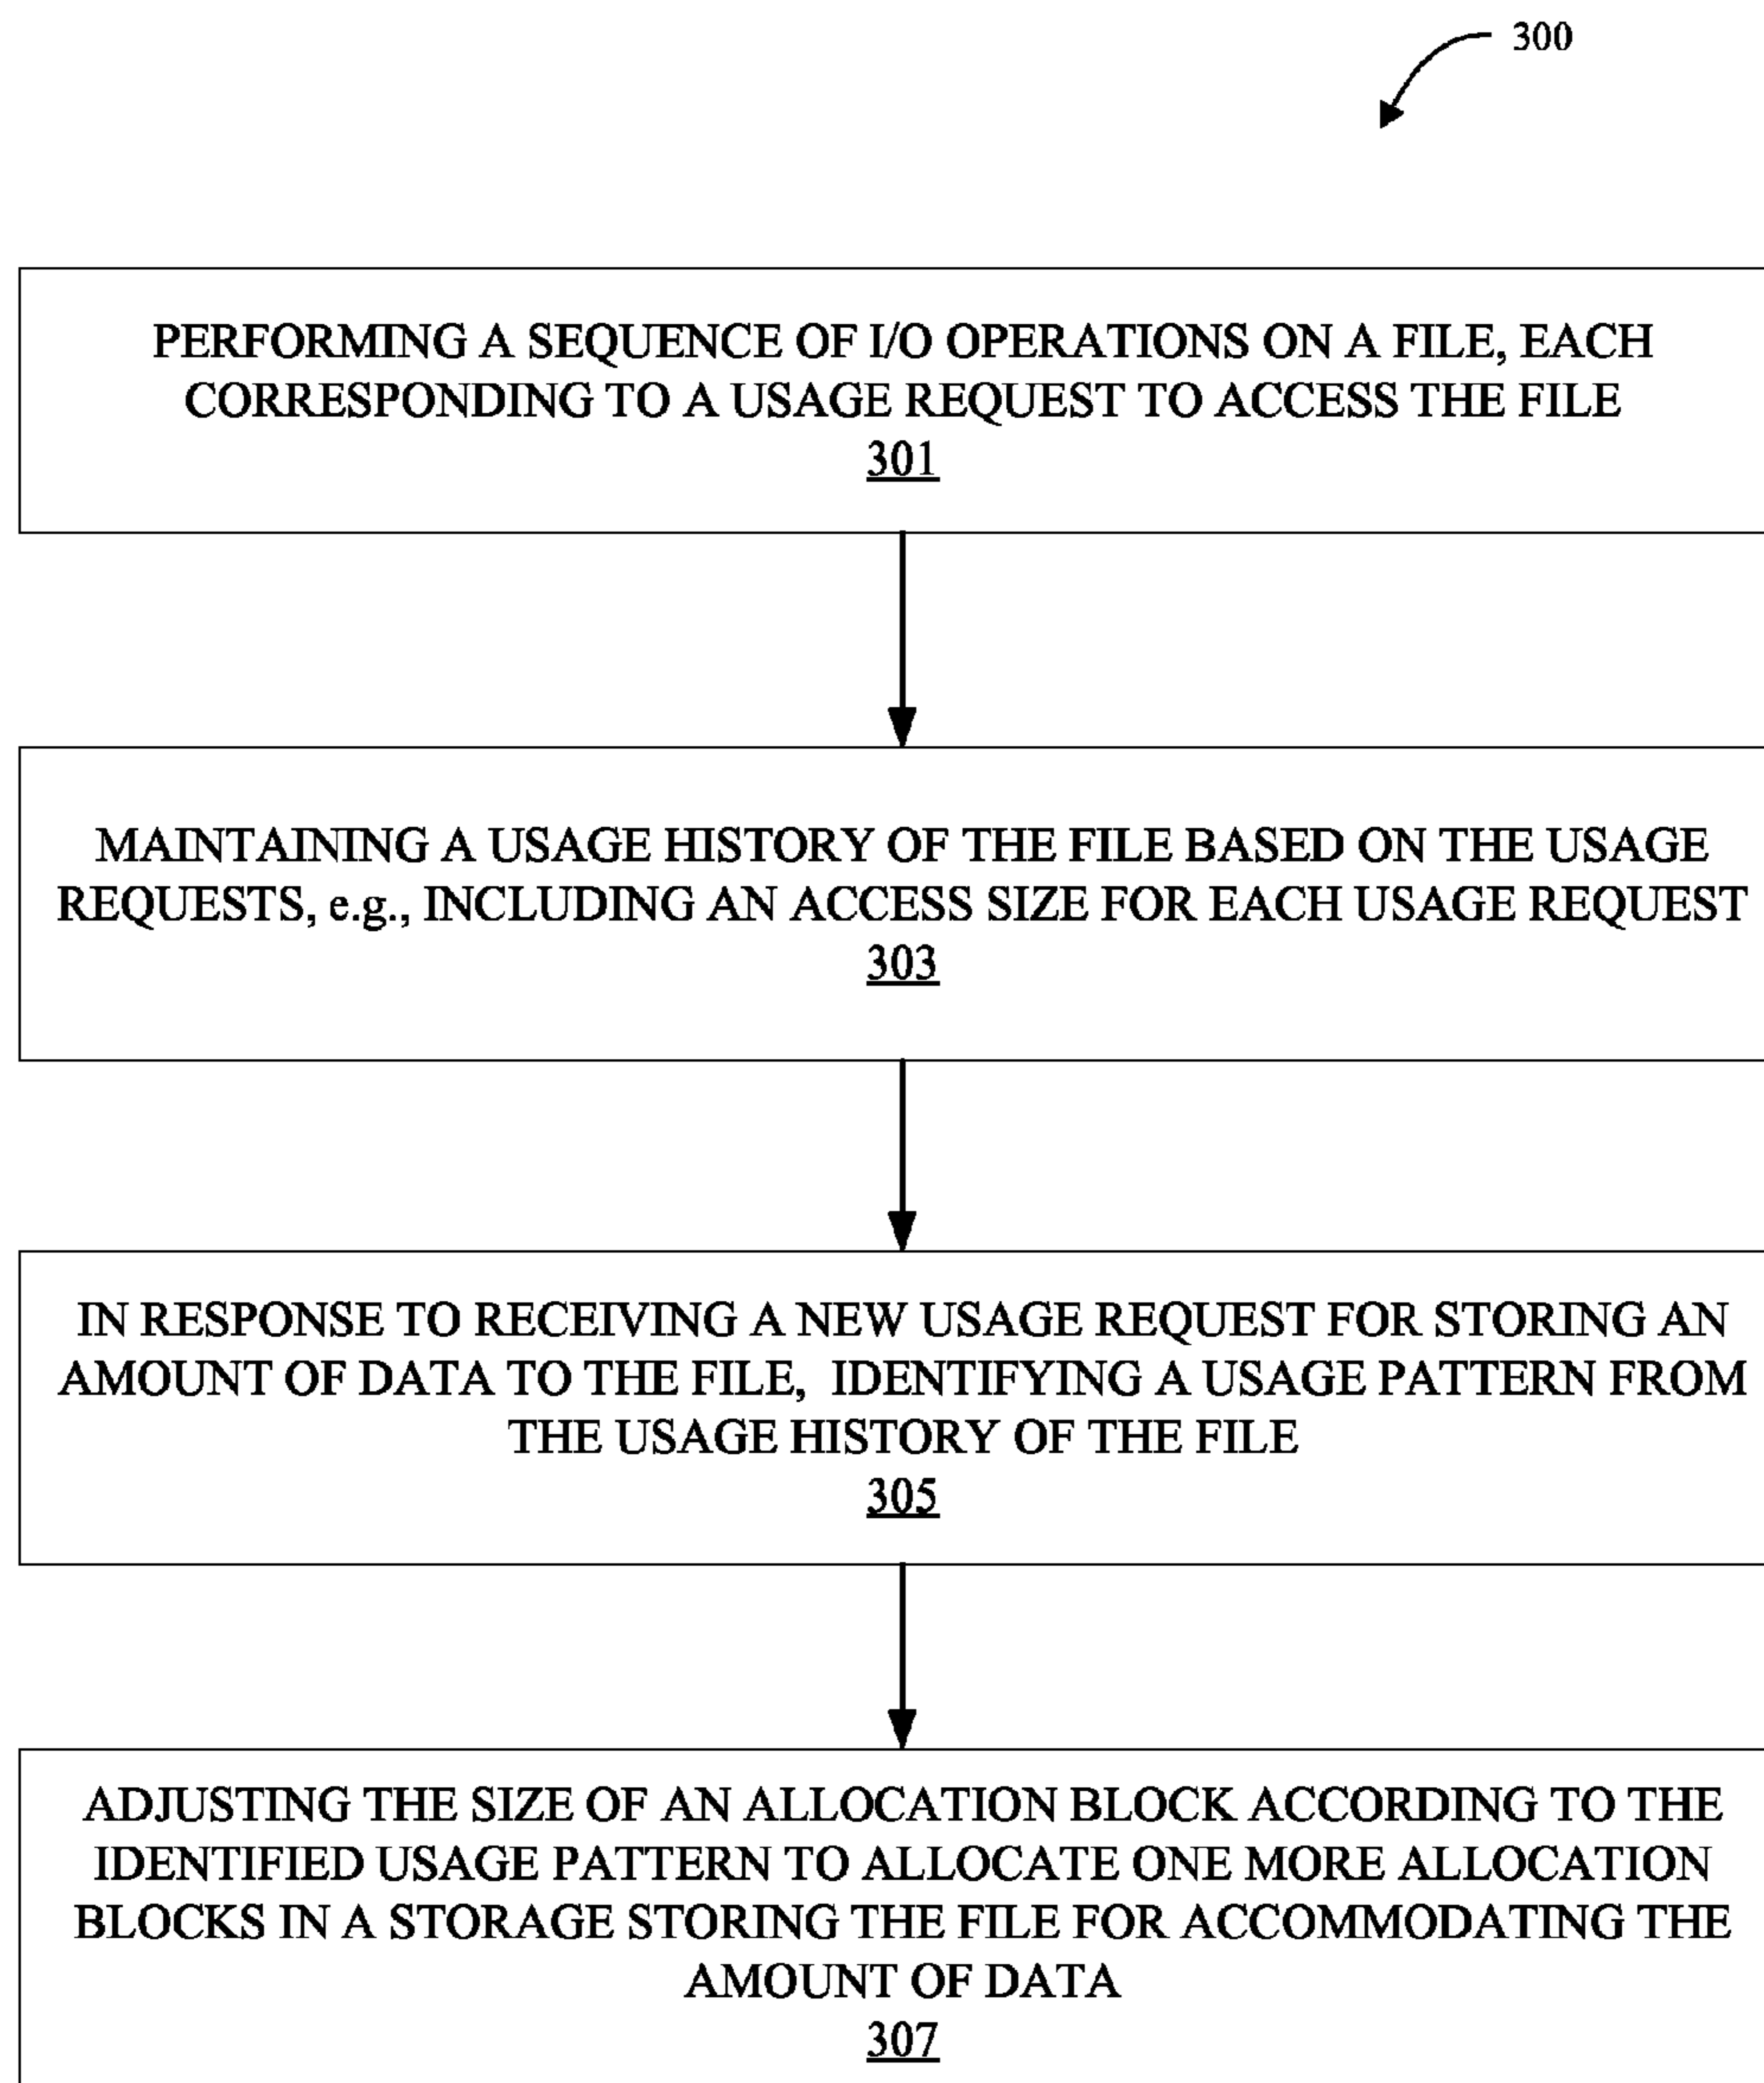 300
PERFORMING A SEQUENCE OF I/O OPERATIONS ON A FILE, EACH
CORRESPONDING TO A USAGE REQUEST TO ACCESS THE FILE
301
MAINTAINING A USAGE HISTORY OF THE FILE BASED ON THE USAGE
REQUESTS, e.g., INCLUDING AN ACCESS SIZE FOR EACH USAGE REQUEST
303
IN RESPONSE TO RECEIVING A NEW USAGE REQUEST FOR STORING AN
AMOUNT OF DATA TO THE FILE, IDENTIFYING A USAGE PATTERN FROM
THE USAGE HISTORY OF THE FILE
305
ADJUSTING THE SIZE OF AN ALLOCATION BLOCK ACCORDING TO THE
IDENTIFIED USAGE PATTERN TO ALLOCATE ONE MORE ALLOCATION
BLOCKS IN A STORAGE STORING THE FILE FOR ACCOMMODATING THE
AMOUNT OF DATA
307